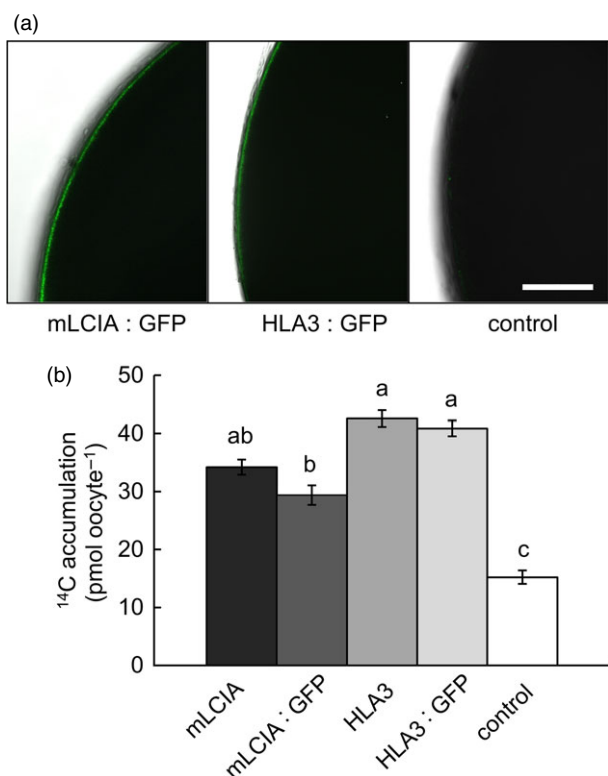 (a)
mLCIA : GFP
HLA3 : GFP
control
(b)
50
40
30
20
10
0
¹⁴C accumulation
(pmol oocyte⁻¹)
ab
b
a
a
c
mLCIA
mLCIA : GFP
HLA3
HLA3 : GFP
control